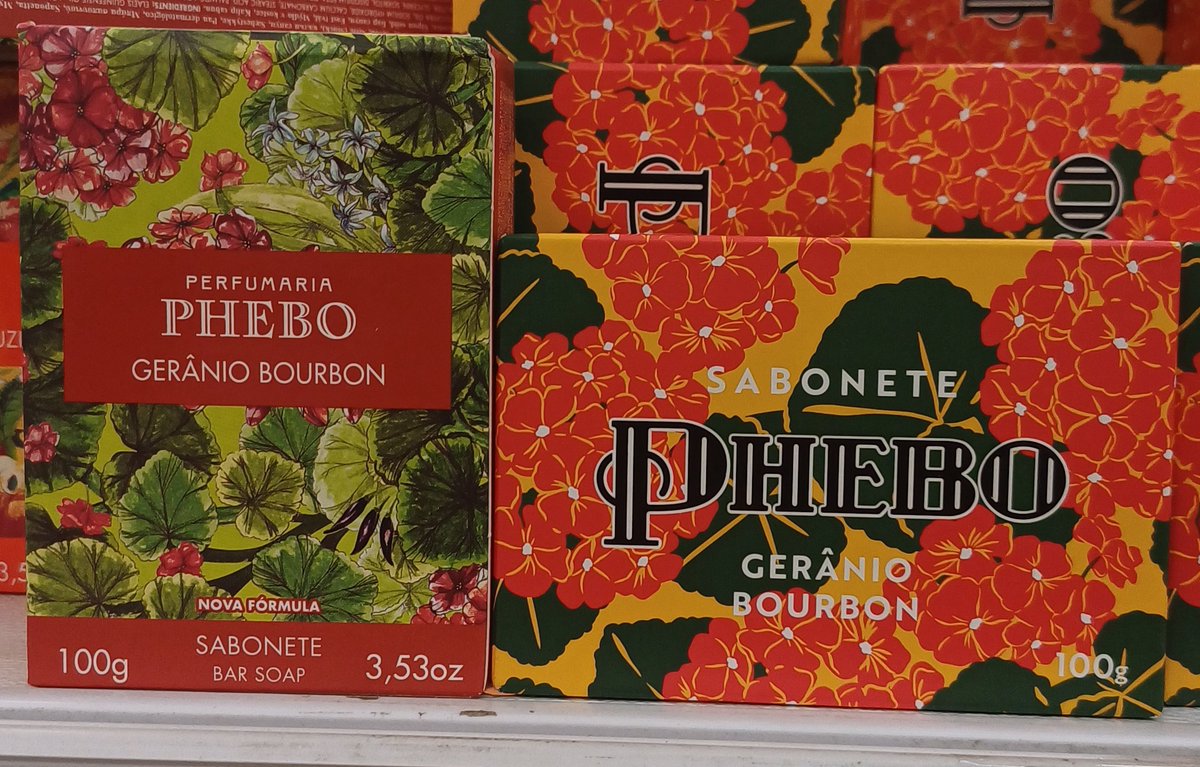 PERFUMARIA
PHEBO
GERÂNIO BOURBON
NOVA FÓRMULA
SABONETE
BAR SOAP
100g
3,53oz
SABONETE
PHEBO
GERÂNIO
BOURBON
100g